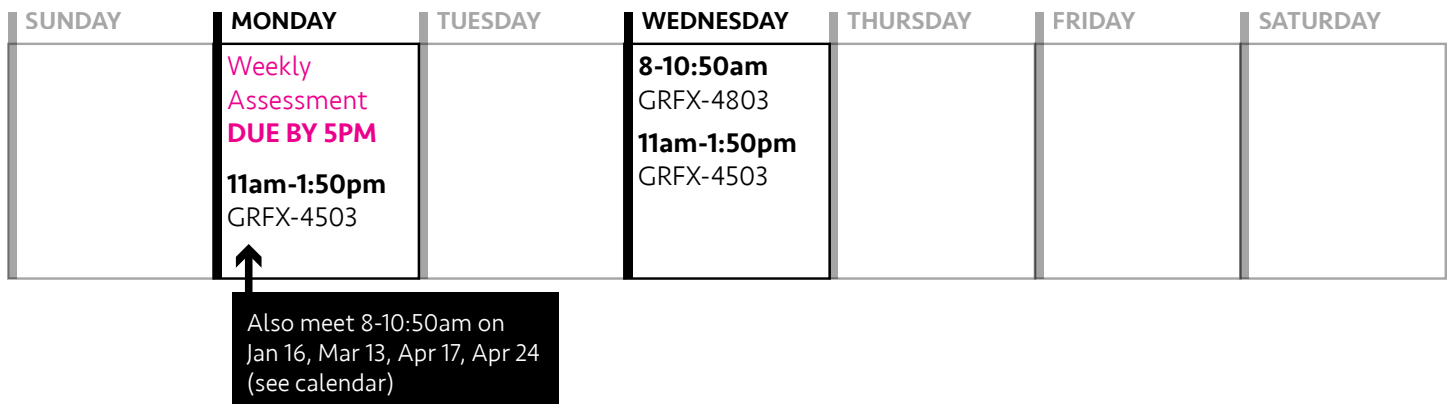 SUNDAY
MONDAY
TUESDAY
WEDNESDAY
THURSDAY
FRIDAY
SATURDAY
Weekly
Assessment
DUE BY 5PM
11am-1:50pm
GRFX-4503
8-10:50am
GRFX-4803
11am-1:50pm
GRFX-4503
Also meet 8-10:50am on
Jan 16, Mar 13, Apr 17, Apr 24
(see calendar)